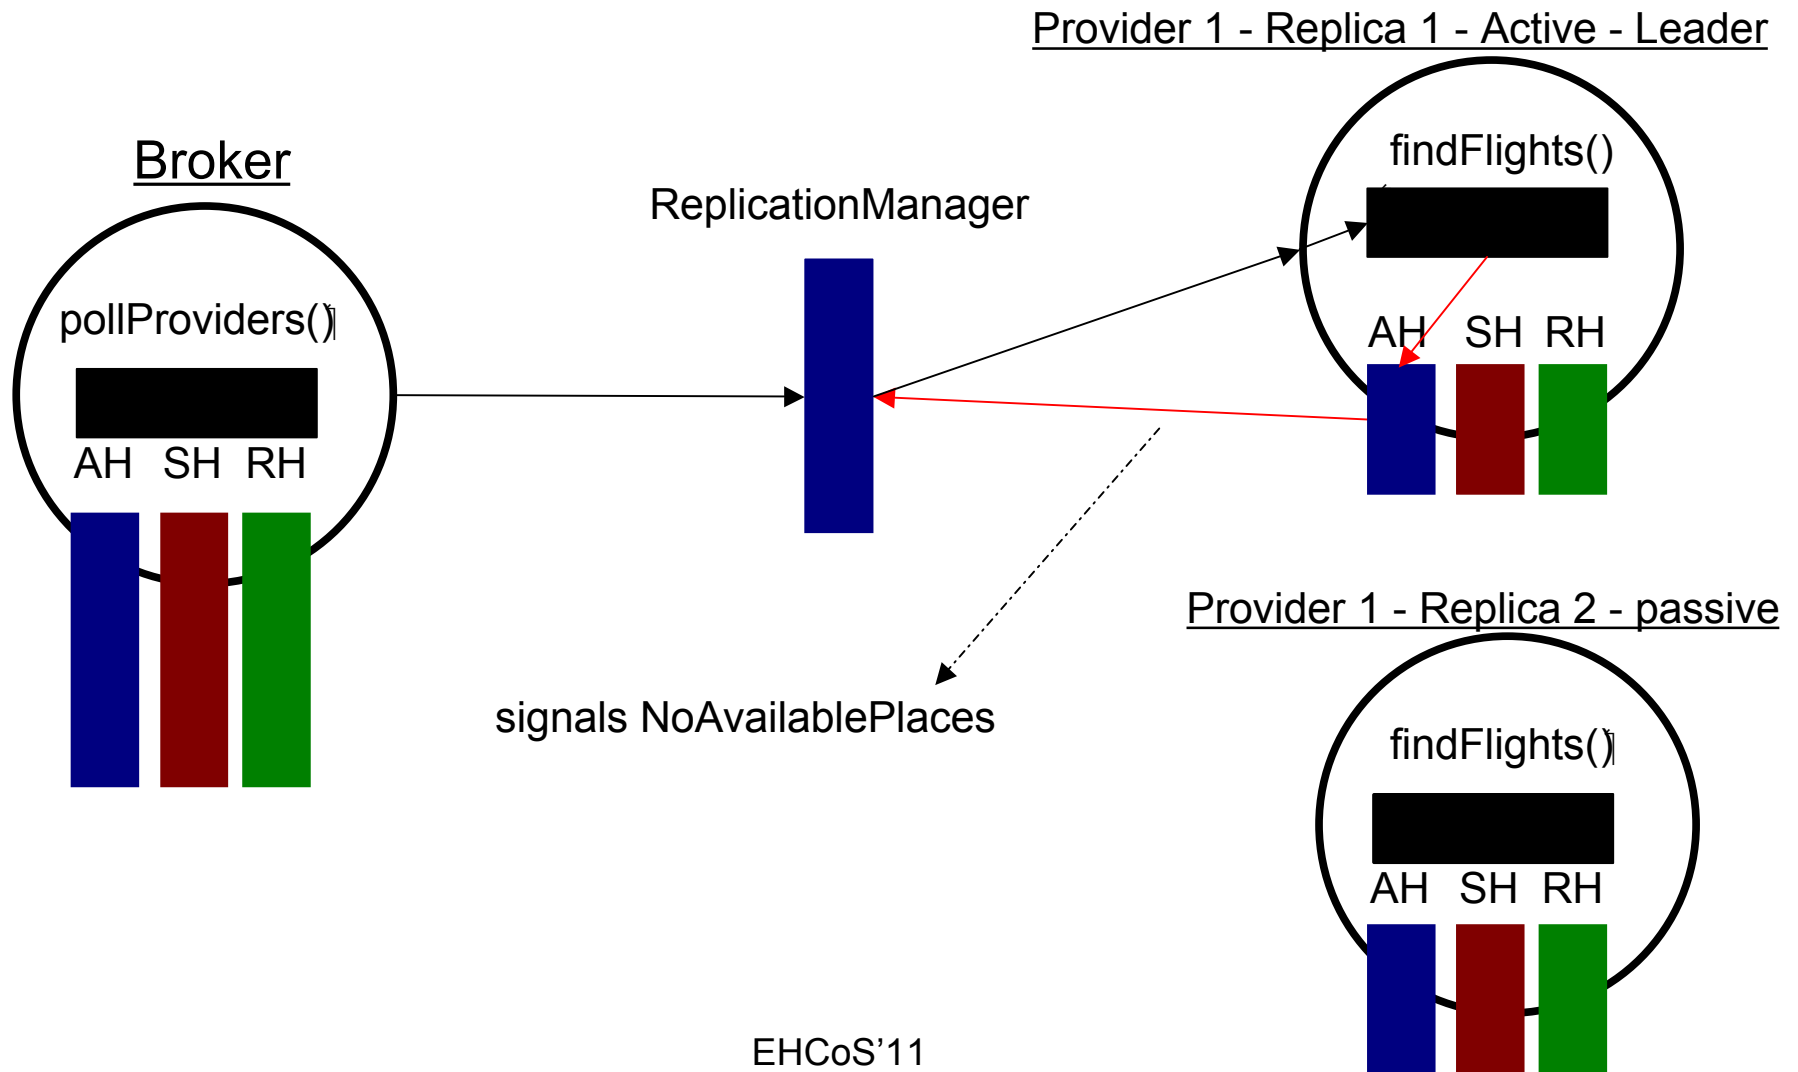 Provider 1 - Replica 1 - Active - Leader
Broker
findFlights()
ReplicationManager
pollProviders()
AH SH RH
AH SH RH
Provider 1 - Replica 2 - passive
signals NoAvailablePlaces
findFlights()
AH SH RH
EHCoS’11